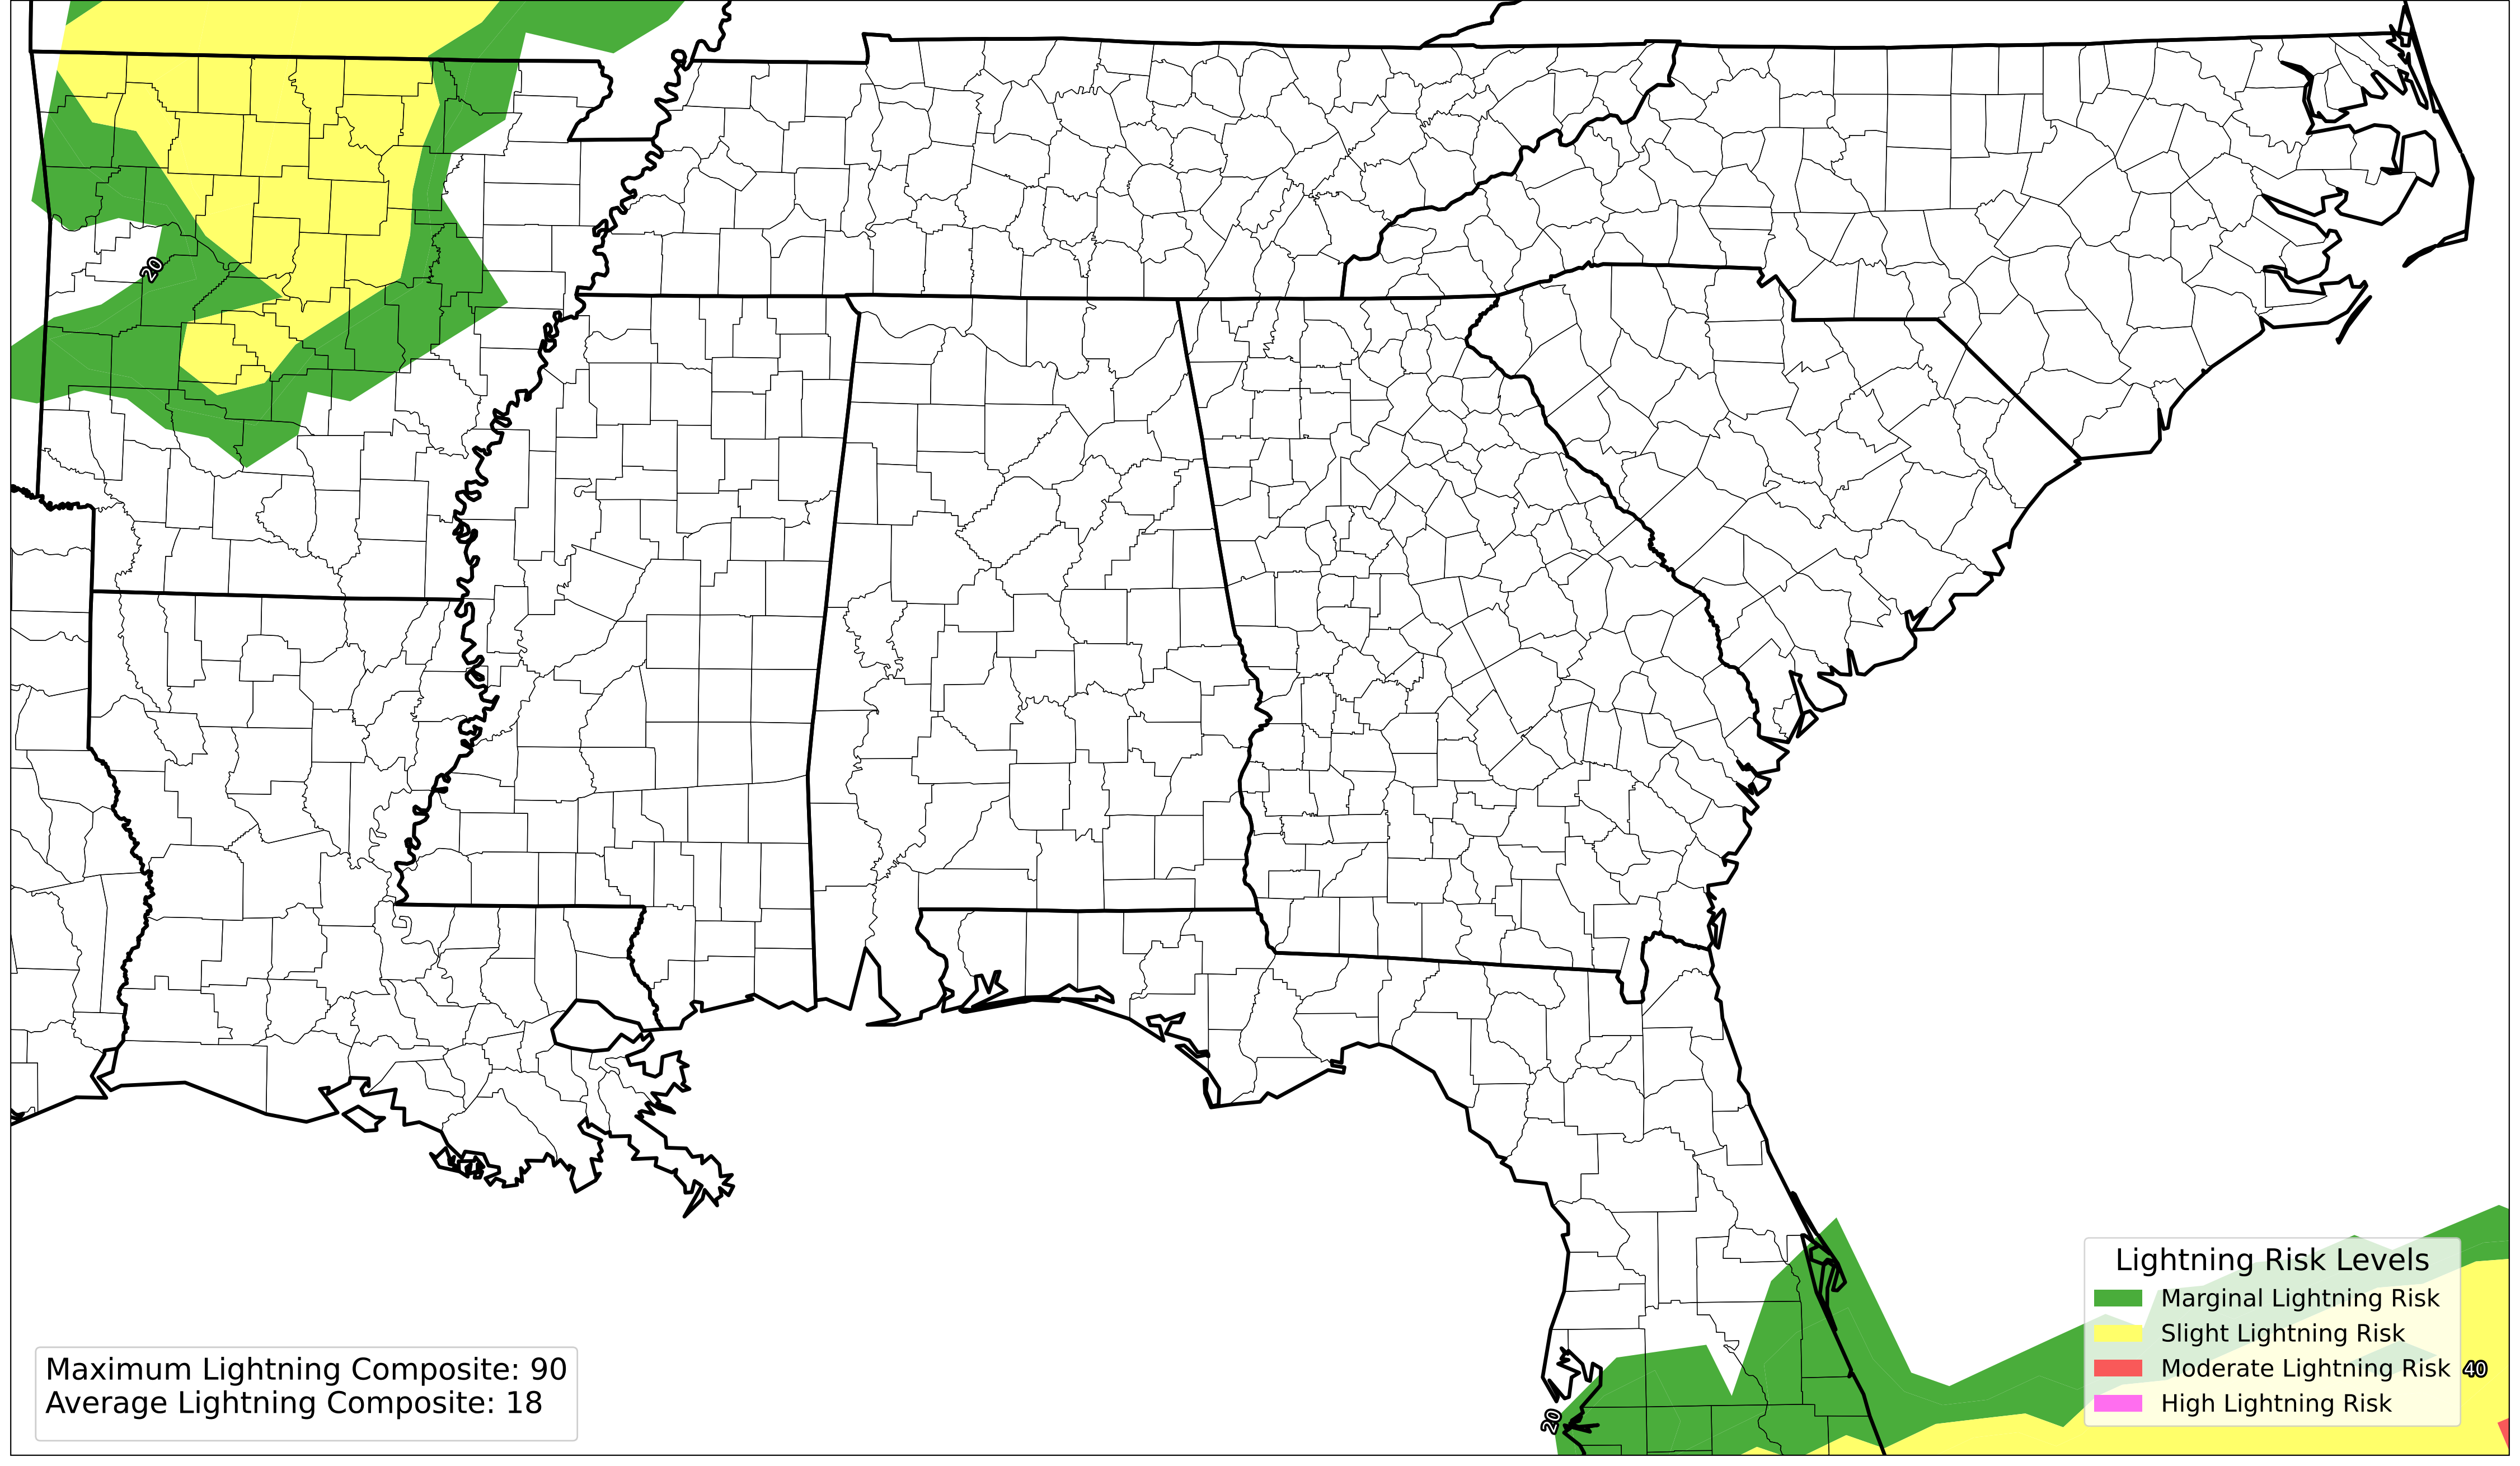 20
Lightning Risk Levels
Marginal Lightning Risk
Slight Lightning Risk
Moderate Lightning Risk
High Lightning Risk
40
Maximum Lightning Composite: 90
Average Lightning Composite: 18
20